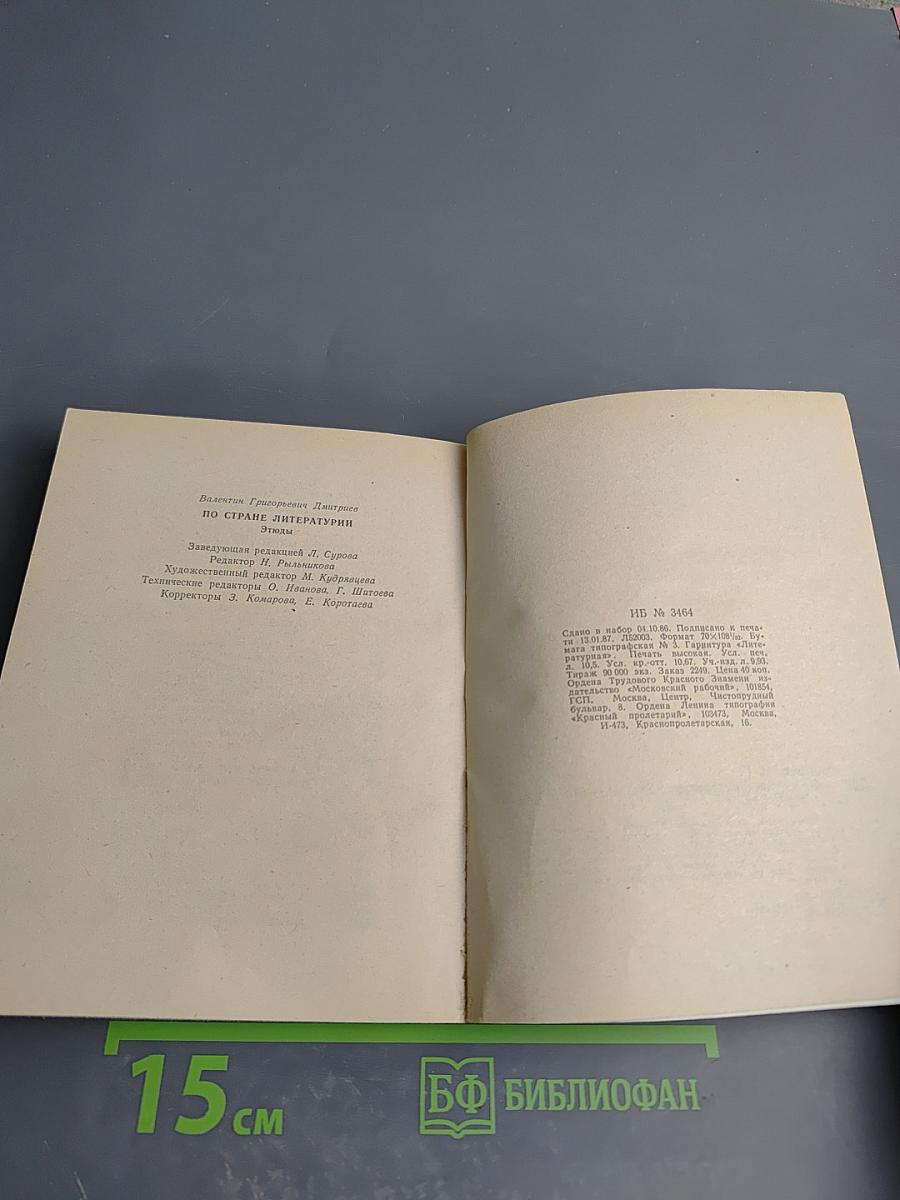 Валентин Григорьевич Дмитриев
ПО СТРАНЕ ЛИТЕРАТУРИИ
Этюды
Заведующая редакцией Л. Сурова
Редактор Н. Рыльникова
Художественный редактор М. Кудрявцева
Технические редакторы О. Иванова, Г. Шитоева
Корректоры З. Комарова, Е. Коротаева
ИБ № 3464
Сдано в набор 04.10.86. Подписано к печа-
ти 13.01.87. Л52003. Формат 70×108¹/₃₂. Бу-
мага типографская № 3. Гарнитура «Лите-
ратурная». Печать высокая. Усл. печ.
л. 10,5. Усл. кр.-отт. 10,67. Уч.-изд. л. 9,93.
Тираж 90 000 экз. Заказ 2249. Цена 40 коп.
Ордена Трудового Красного Знамени из-
дательство «Московский рабочий», 101854,
ГСП, Москва, Центр, Чистопрудный
бульвар, 8. Ордена Ленина типография
«Красный пролетарий», 103473, Москва,
И-473, Краснопролетарская, 16.
15 см
БФ БИБЛИОФАН